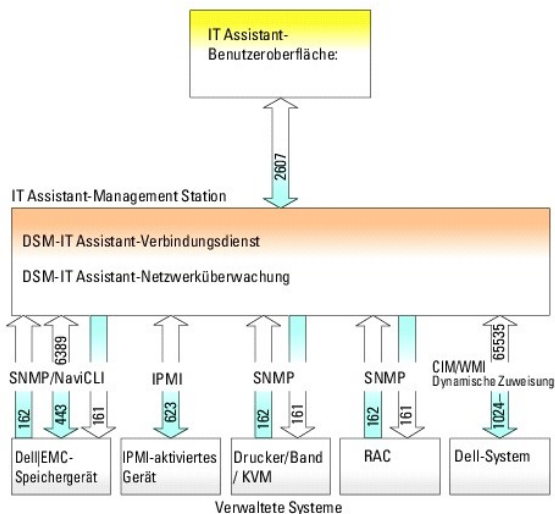 IT Assistant-
Benutzeroberfläche:
2607
IT Assistant-Management Station
DSM-IT Assistant-Verbindungsdienst
DSM-IT Assistant-Netzwerküberwachung
6389
65535
SNMP/NaviCLI
IPMI
SNMP
SNMP
CIM/WMI
Dynamische Zuweisung
162
443
161
623
162
161
162
161
1024–
Dell|EMC-
Speichergerät
IPMI-aktiviertes
Gerät
Drucker/Band
/ KVM
RAC
Dell-System
Verwaltete Systeme